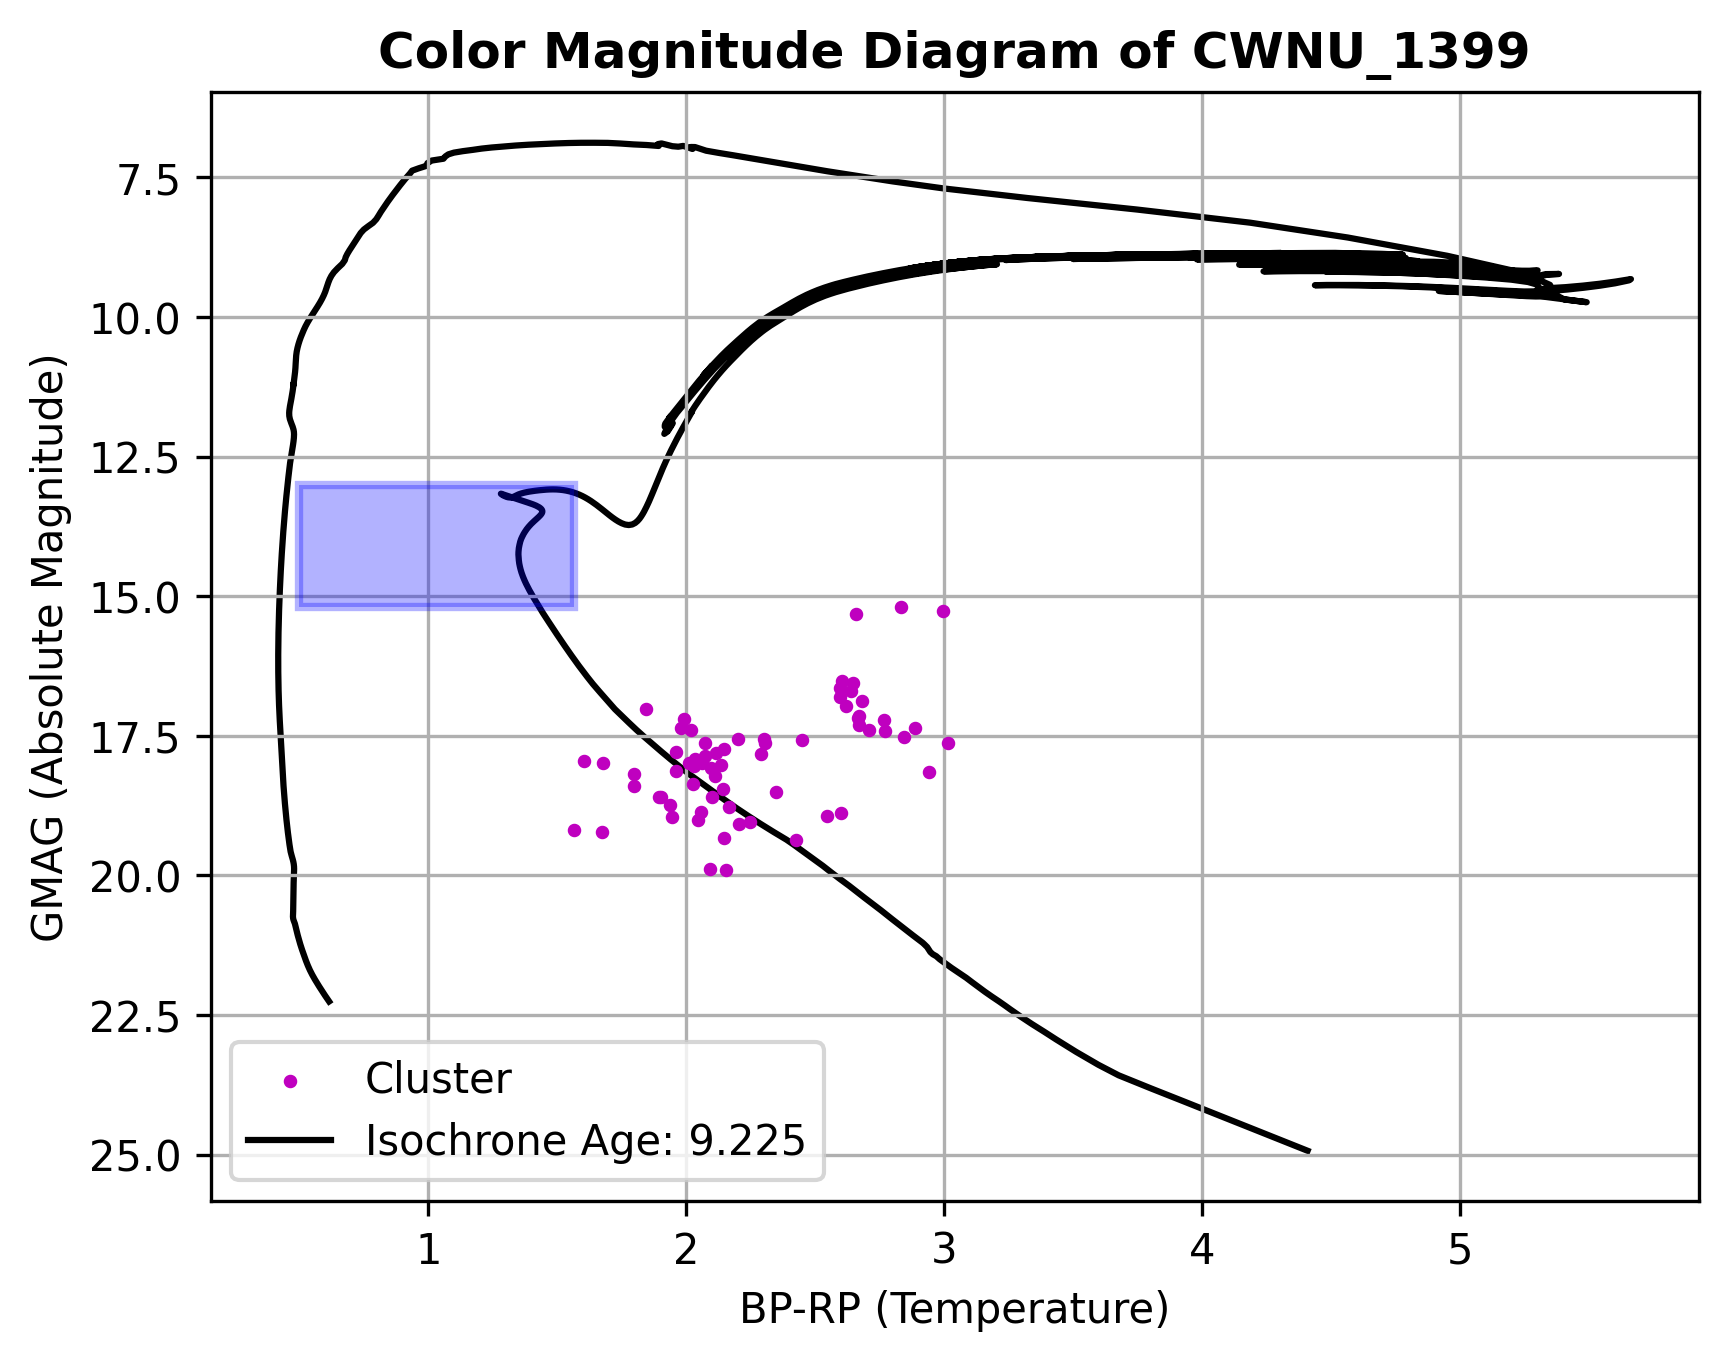 Color Magnitude Diagram of CWNU_1399
GMAG (Absolute Magnitude)
7.5
10.0
12.5
15.0
17.5
20.0
22.5
25.0
Cluster
Isochrone Age: 9.225
1 2 3 4 5
BP-RP (Temperature)